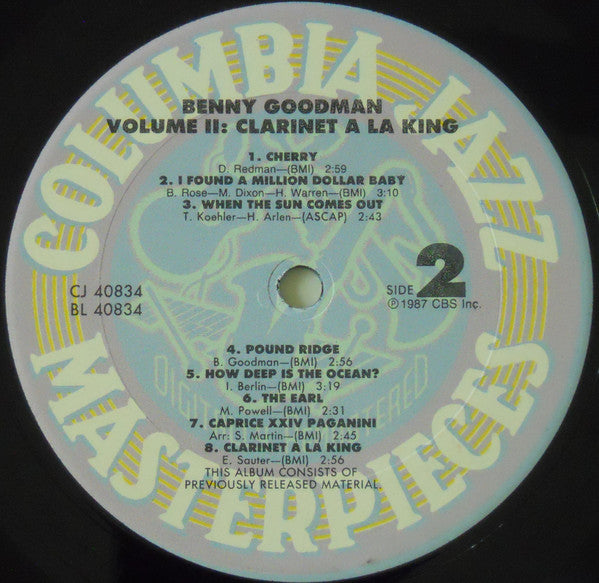 COLUMBIA JAZZ
BENNY GOODMAN
VOLUME II: CLARINET A LA KING
1. CHERRY
D. Redman—(BMI) 2:59
2. I FOUND A MILLION DOLLAR BABY
B. Rose—M. Dixon—H. Warren—(BMI) 3:10
3. WHEN THE SUN COMES OUT
T. Koehler—H. Arlen—(ASCAP) 2:43
CJ 40834
BL 40834
SIDE 2
℗1987 CBS Inc.
4. POUND RIDGE
B. Goodman—(BMI) 2:56
5. HOW DEEP IS THE OCEAN?
I. Berlin—(BMI) 3:19
6. THE EARL
M. Powell—(BMI) 2:31
7. CAPRICE XXIV PAGANINI
Arr: S. Martin—(BMI) 2:45
8. CLARINET A LA KING
E. Sauter—(BMI) 2:56
THIS ALBUM CONSISTS OF
PREVIOUSLY RELEASED MATERIAL.
MASTERPIECES